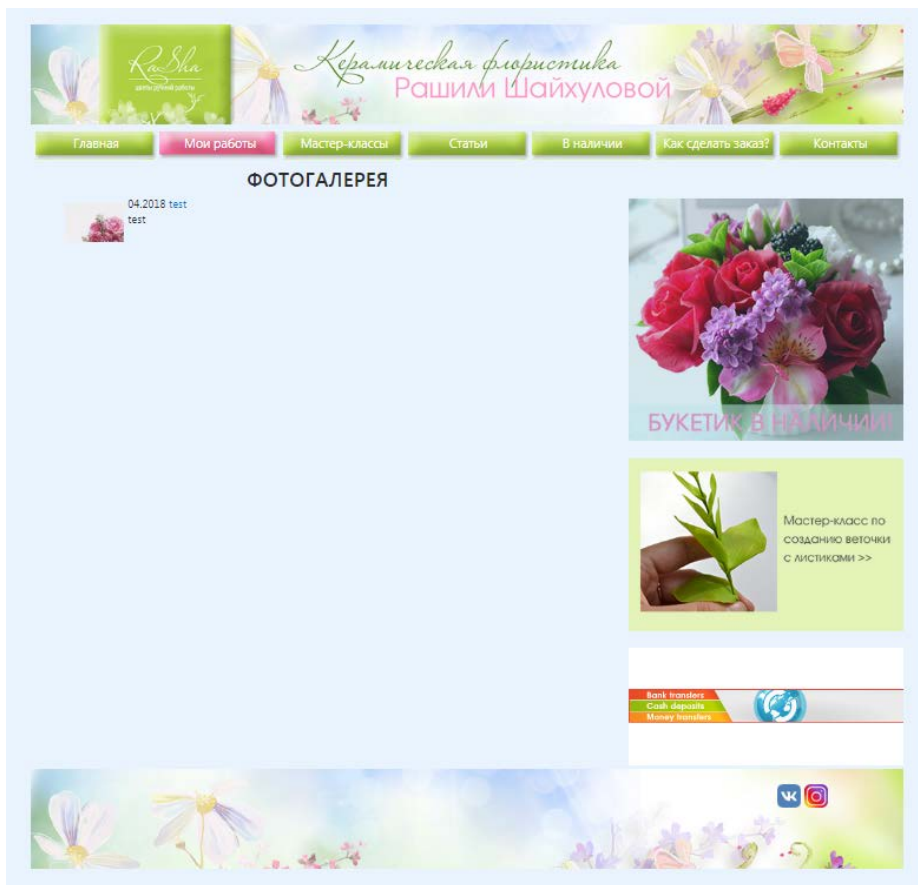 RaSha
цветы ручной работы
Керамическая флористика
Рашили Шайхуловой
Главная
Мои работы
Мастер-классы
Статьи
В наличии
Как сделать заказ?
Контакты
ФОТОГАЛЕРЕЯ
04.2018 test
test
БУКЕТИК В НАЛИЧИИ!
Мастер-класс по
созданию веточки
с листиками >>
Bank transfers
Cash deposits
Money transfers